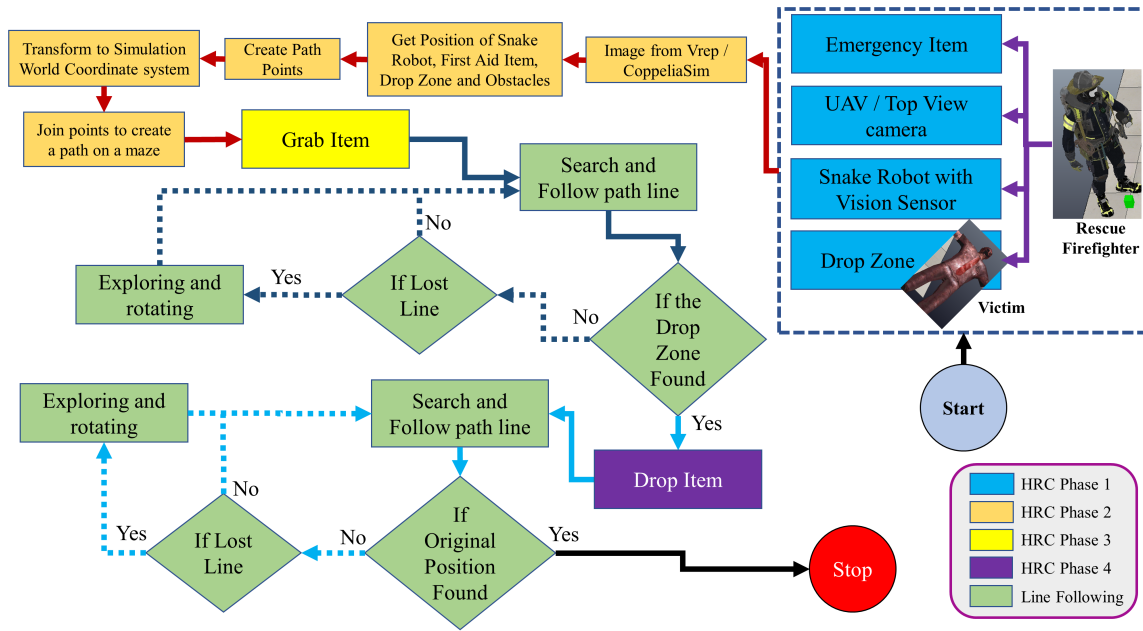 Transform to Simulation
World Coordinate system
Create Path
Points
Get Position of Snake
Robot, First Aid Item,
Drop Zone and Obstacles
Image from Vrep /
CoppeliaSim
Emergency Item
UAV / Top View
camera
Snake Robot with
Vision Sensor
Drop Zone
Rescue
Firefighter
Victim
Join points to create
a path on a maze
Grab Item
Search and
Follow path line
No
Exploring and
rotating
Yes
If Lost
Line
No
If the
Drop
Zone
Found
Yes
Start
Exploring and
rotating
Search and
Follow path line
Drop Item
No
Yes
If Lost
Line
No
If
Original
Position
Found
Yes
Stop
HRC Phase 1
HRC Phase 2
HRC Phase 3
HRC Phase 4
Line Following